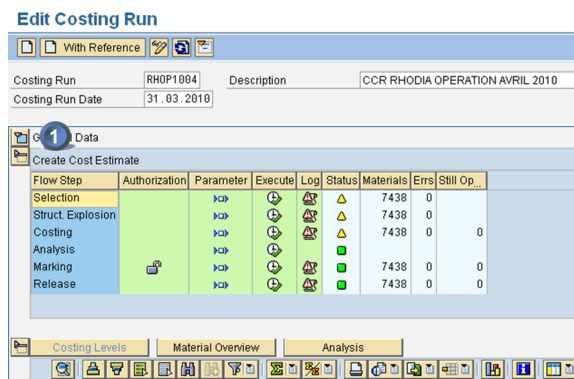 Edit Costing Run
With Reference
Costing Run RHOP1004 Description CCR RHODIA OPERATION AVRIL 2010
Costing Run Date 31.03.2010
1 Data
Create Cost Estimate
Flow Step Authorization Parameter Execute Log Status Materials Errs Still Op...
Selection 7438 0
Struct. Explosion 7438 0
Costing 7438 0 0
Analysis
Marking 7438 0 0
Release 7438 0 0
Costing Levels Material Overview Analysis